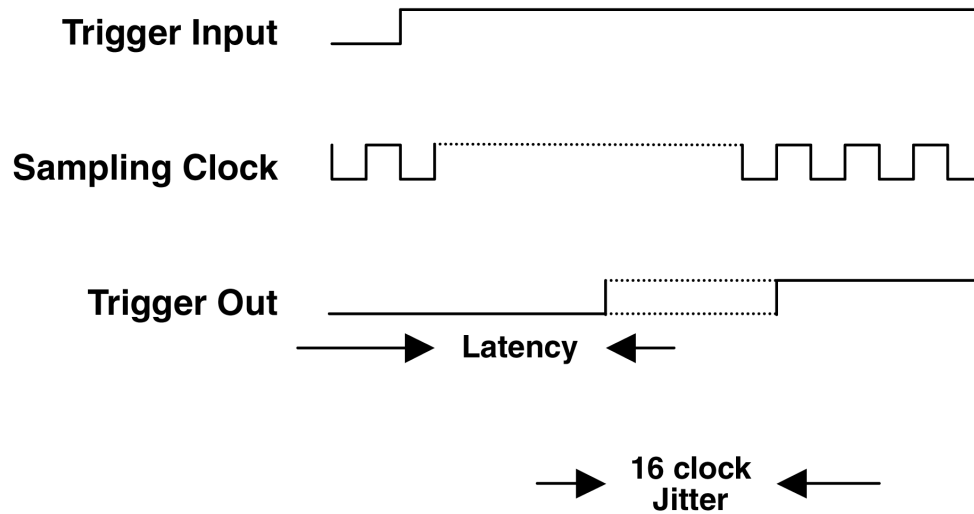 Trigger Input
Sampling Clock
Trigger Out
Latency
16 clock
Jitter